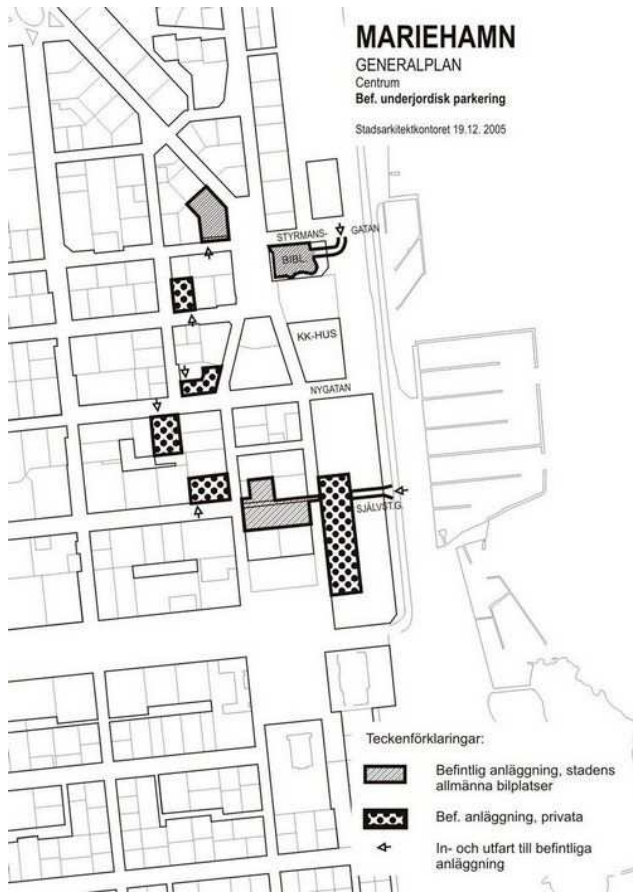 MARIEHAMN
GENERALPLAN
Centrum
Bef. underjordisk parkering
Stadsarkitektkontoret 19.12. 2005
STYRMANS-
GATAN
BIBL.
KK-HUS
NYGATAN
SJÄLVST.G.
Teckenförklaringar:
Befintlig anläggning, stadens
allmänna bilplatser
Bef. anläggning, privata
In- och utfart till befintliga
anläggning